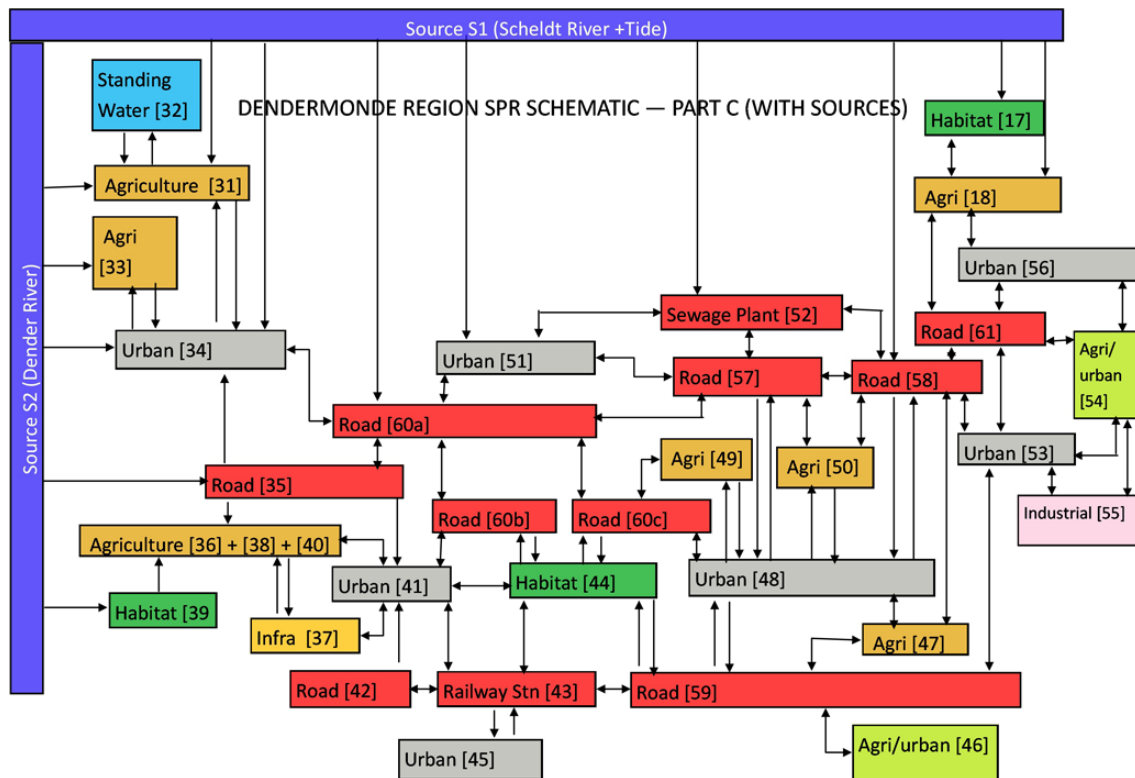 Source S1 (Scheldt River +Tide)
Source S2 (Dender River)
DENDERMONDE REGION SPR SCHEMATIC — PART C (WITH SOURCES)
Standing
Water [32]
Habitat [17]
Agriculture [31]
Agri [18]
Agri
[33]
Urban [56]
Sewage Plant [52]
Road [61]
Urban [34]
Urban [51]
Agri/
urban
[54]
Road [57]
Road [58]
Road [60a]
Urban [53]
Agri [49]
Agri [50]
Road [35]
Road [60b]
Road [60c]
Industrial [55]
Agriculture [36] + [38] + [40]
Urban [41]
Habitat [44]
Urban [48]
Habitat [39]
Infra [37]
Agri [47]
Road [42]
Railway Stn [43]
Road [59]
Urban [45]
Agri/urban [46]